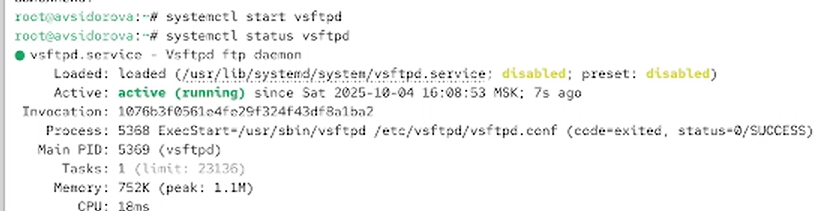 root@avsidorova:~# systemctl start vsftpd
root@avsidorova:~# systemctl status vsftpd
● vsftpd.service - Vsftpd ftp daemon
Loaded: loaded (/usr/lib/systemd/system/vsftpd.service; disabled; preset: disabled)
Active: active (running) since Sat 2025-10-04 16:08:53 MSK; 7s ago
Invocation: 1076b3f0561e4fe29f324f43df8a1ba2
Process: 5368 ExecStart=/usr/sbin/vsftpd /etc/vsftpd/vsftpd.conf (code=exited, status=0/SUCCESS)
Main PID: 5369 (vsftpd)
Tasks: 1 (limit: 23136)
Memory: 752K (peak: 1.1M)
CPU: 18ms